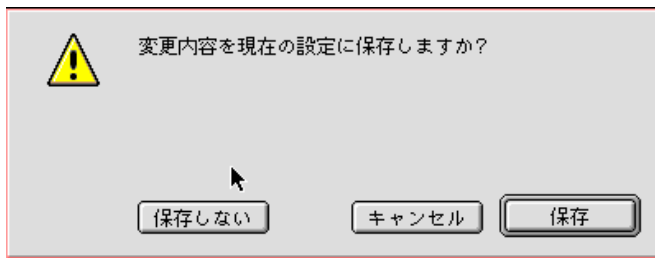 変更内容を現在の設定に保存しますか?
保存しない
キャンセル
保存